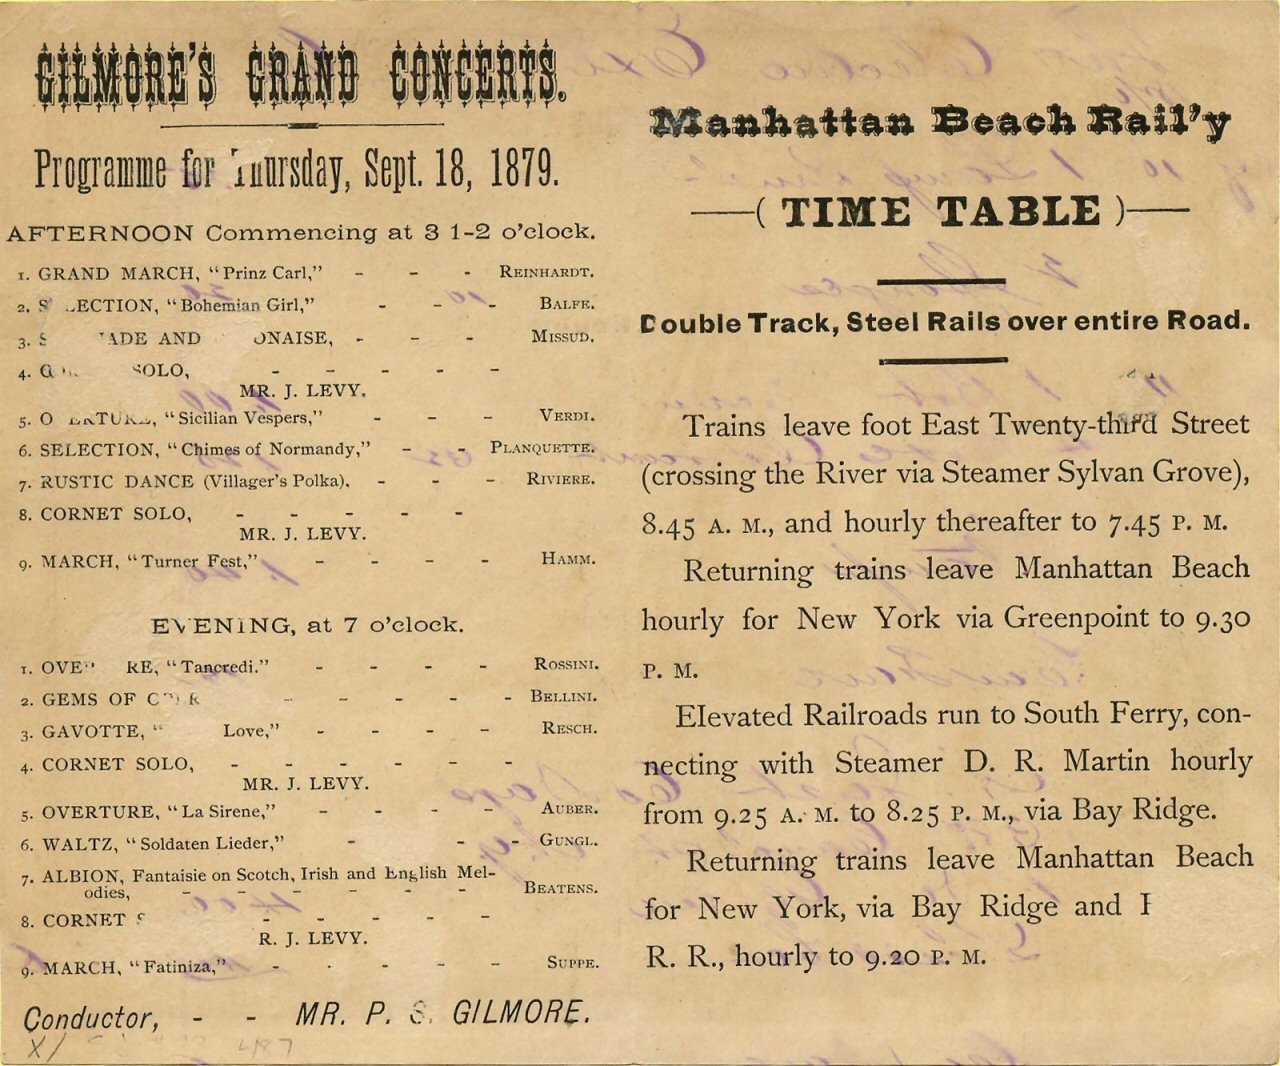 GILMORE'S GRAND CONCERTS.
Programme for Thursday, Sept. 18, 1879.
AFTERNOON Commencing at 3 1-2 o'clock.
1. GRAND MARCH, "Prinz Carl," - - - REINHARDT.
2. SELECTION, "Bohemian Girl," - - - BALFE.
3. AND - - - MISSUD.
4. SOLO, - - - - -
MR. J. LEVY.
5. OVERTURE, "Sicilian Vespers," - - - VERDI.
6. SELECTION, "Chimes of Normandy," - - PLANQUETTE.
7. RUSTIC DANCE (Villager's Polka). - - - RIVIERE.
8. CORNET SOLO, - - - - -
MR. J. LEVY.
9. MARCH, "Turner Fest," - - - - HAMM.
EVENING, at 7 o'clock.
1. OVERTURE, "Tancredi." - - - - ROSSINI.
2. GEMS OF - - - - - BELLINI.
3. GAVOTTE, " Love," - - - - RESCH.
4. CORNET SOLO, - - - - - -
MR. J. LEVY.
5. OVERTURE, "La Sirene," - - - - AUBER.
6. WALTZ, "Soldaten Lieder," - - - GUNGL.
7. ALBION, Fantaisie on Scotch, Irish and English Mel-
odies, - - - - - - - BEATENS.
8. CORNET - - - - -
R. J. LEVY.
9. MARCH, "Fatiniza," - - - - - SUPPE.
Conductor, - - MR. P. S. GILMORE.
Manhattan Beach Rail'y
—( TIME TABLE )—
Double Track, Steel Rails over entire Road.
Trains leave foot East Twenty-third Street
(crossing the River via Steamer Sylvan Grove),
8.45 A. M., and hourly thereafter to 7.45 P. M.
Returning trains leave Manhattan Beach
hourly for New York via Greenpoint to 9.30
P. M.
Elevated Railroads run to South Ferry, con-
necting with Steamer D. R. Martin hourly
from 9.25 A. M. to 8.25 P. M., via Bay Ridge.
Returning trains leave Manhattan Beach
for New York, via Bay Ridge and
R. R., hourly to 9.20 P. M.